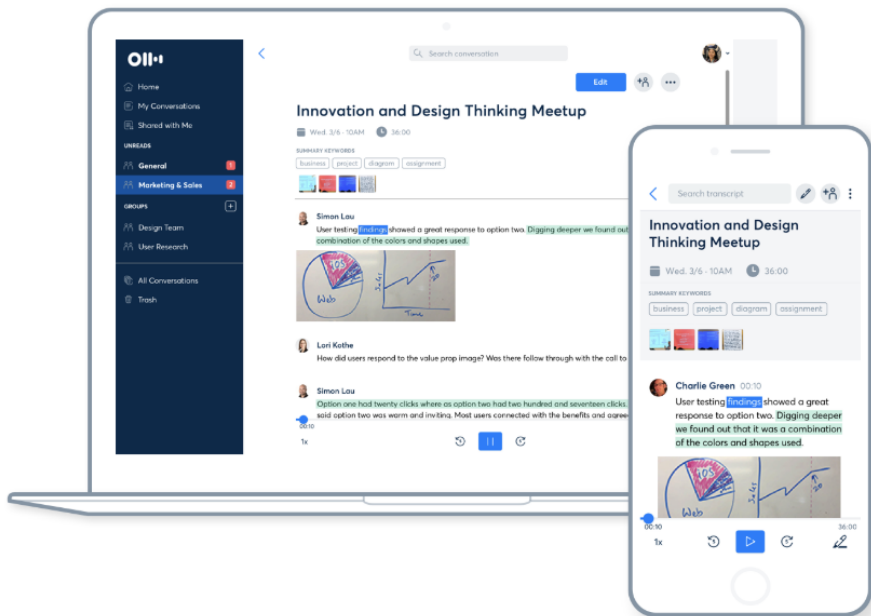 Search conversation
Home
My Conversations
Shared with Me
UNREADS
General 1
Marketing & Sales 2
GROUPS
Design Team
User Research
All Conversations
Trash
Edit
Innovation and Design Thinking Meetup
Wed. 3/6 · 10AM 36:00
SUMMARY KEYWORDS
business project diagram assignment
Simon Lau
User testing findings showed a great response to option two. Digging deeper we found out
combination of the colors and shapes used.
iOS
Web
Sales
Time
Lori Kothe
How did users respond to the value prop image? Was there follow through with the call to
Simon Lau
Option one had twenty clicks where as option two had two hundred and seventeen clicks.
said option two was warm and inviting. Most users connected with the benefits and agree
00:10
1x
Search transcript
Innovation and Design
Thinking Meetup
Wed. 3/6 · 10AM 36:00
SUMMARY KEYWORDS
business project diagram assignment
Charlie Green 00:10
User testing findings showed a great
response to option two. Digging deeper
we found out that it was a combination
of the colors and shapes used.
iOS
Web
Sales
00:10 36:00
1x